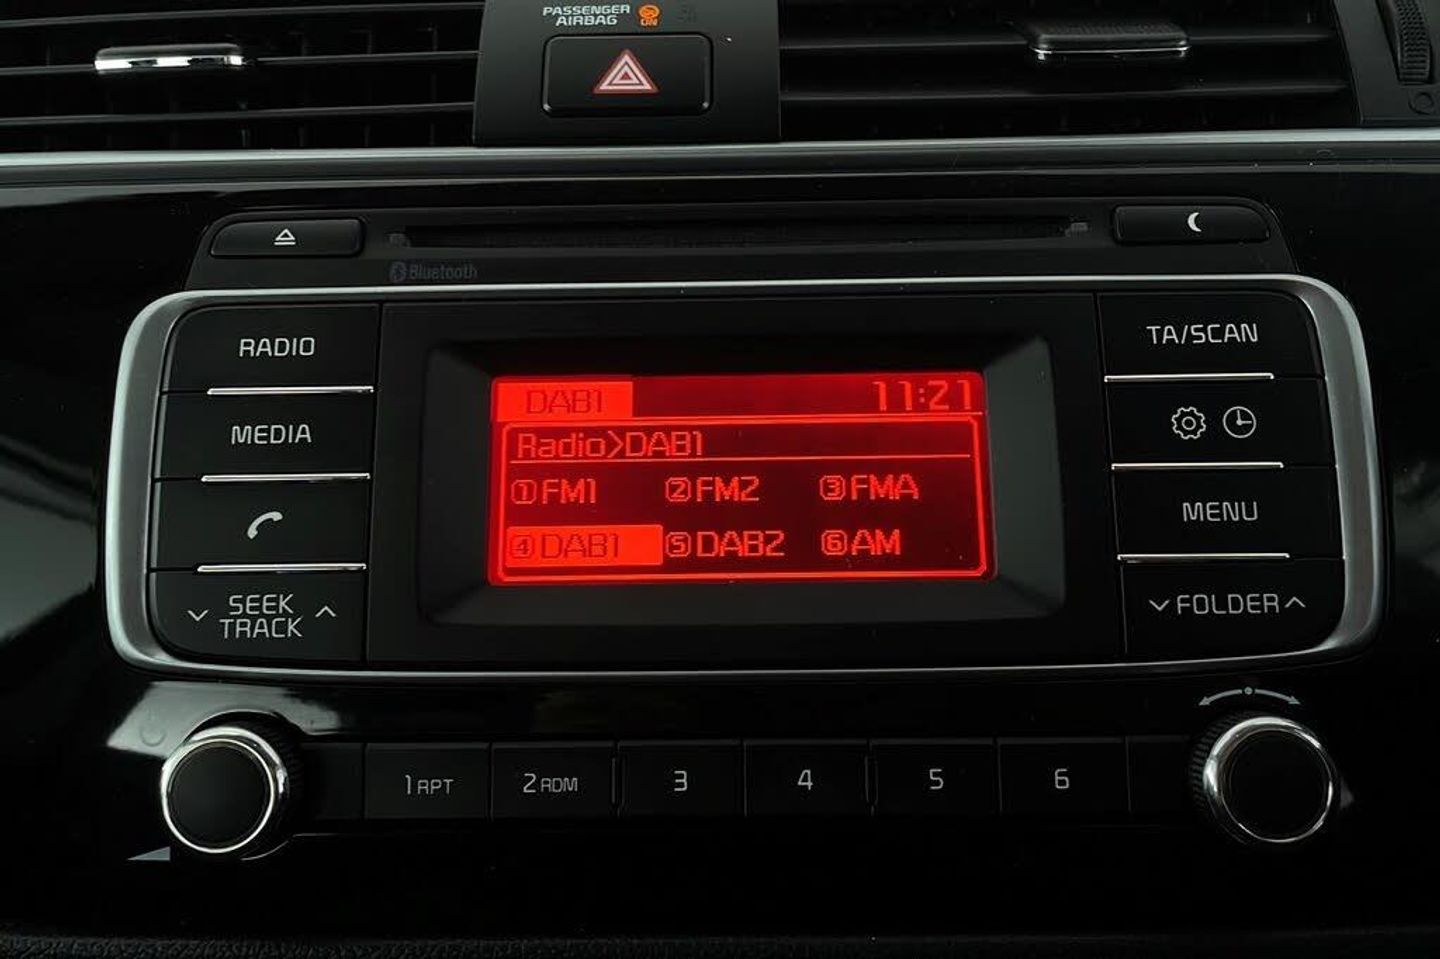 PASSENGER
AIRBAG ON
Bluetooth
RADIO
MEDIA
SEEK
TRACK
DAB1 11:21
Radio>DAB1
①FM1 ②FM2 ③FMA
④DAB1 ⑤DAB2 ⑥AM
TA/SCAN
MENU
FOLDER
1 RPT 2 RDM 3 4 5 6